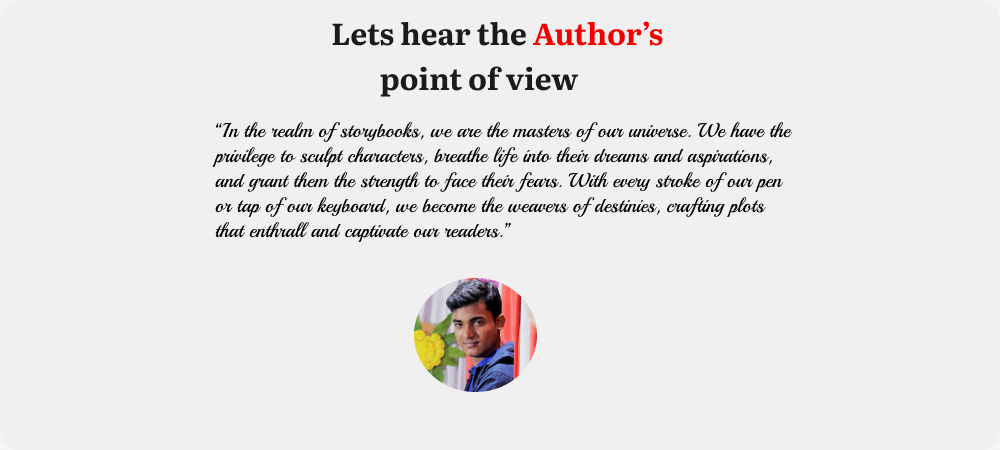 Lets hear the Author’s
point of view
“In the realm of storybooks, we are the masters of our universe. We have the
privilege to sculpt characters, breathe life into their dreams and aspirations,
and grant them the strength to face their fears. With every stroke of our pen
or tap of our keyboard, we become the weavers of destinies, crafting plots
that enthrall and captivate our readers.”